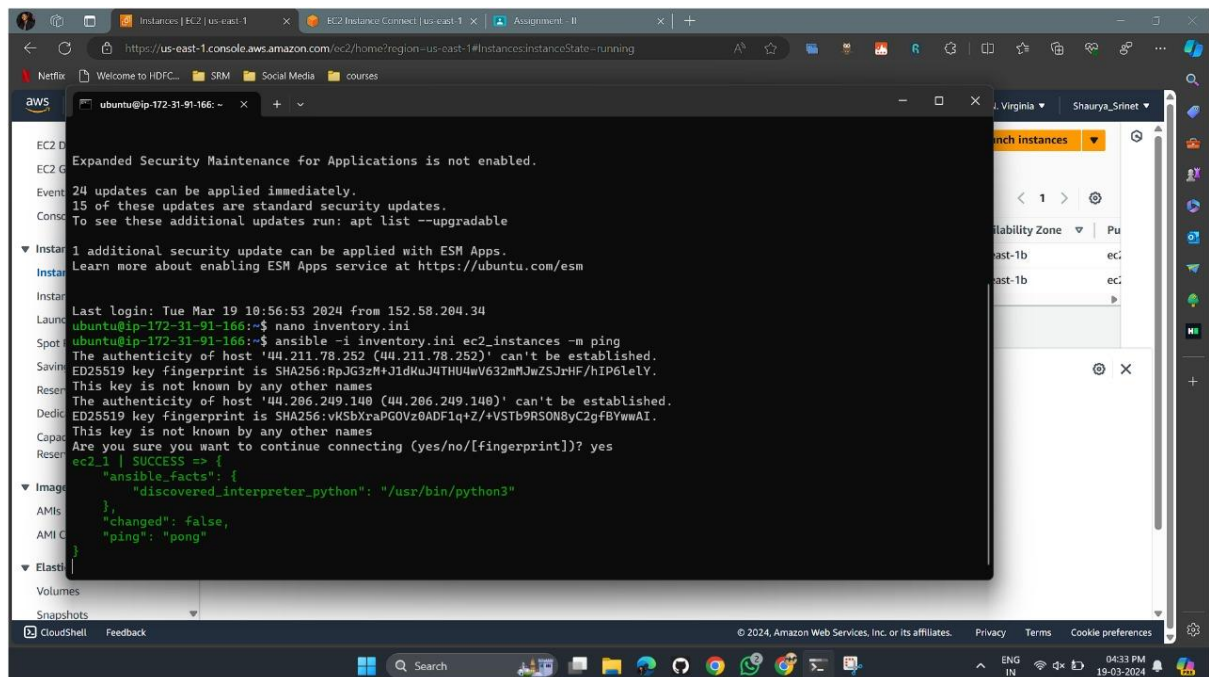 Instances | EC2 | us-east-1
EC2 Instance Connect | us-east-1
Assignment - II
https://us-east-1.console.aws.amazon.com/ec2/home?region=us-east-1#Instances:instanceState=running
Netflix Welcome to HDFC... SRM Social Media courses
aws
ubuntu@ip-172-31-91-166: ~
N. Virginia Shaurya_Srinet
EC2 D
EC2 G
Event
Conso
Instan
Instan
Instan
Launc
Spot
Savin
Reser
Dedic
Capac
Reser
Image
AMIs
AMI C
Elasti
Volumes
Snapshots
Expanded Security Maintenance for Applications is not enabled.
24 updates can be applied immediately.
15 of these updates are standard security updates.
To see these additional updates run: apt list --upgradable
1 additional security update can be applied with ESM Apps.
Learn more about enabling ESM Apps service at https://ubuntu.com/esm
Last login: Tue Mar 19 10:56:53 2024 from 152.58.204.34
ubuntu@ip-172-31-91-166:~$ nano inventory.ini
ubuntu@ip-172-31-91-166:~$ ansible -i inventory.ini ec2_instances -m ping
The authenticity of host '44.211.78.252 (44.211.78.252)' can't be established.
ED25519 key fingerprint is SHA256:RpJG3zM+J1dKuJ4THU4wV632mMJwZSJrHF/hIP6lelY.
This key is not known by any other names
The authenticity of host '44.206.249.140 (44.206.249.140)' can't be established.
ED25519 key fingerprint is SHA256:vKSbXraPGOVz0ADF1q+Z/+VSTb9RSON8yC2gfBYwwAI.
This key is not known by any other names
Are you sure you want to continue connecting (yes/no/[fingerprint])? yes
ec2_1 | SUCCESS => {
"ansible_facts": {
"discovered_interpreter_python": "/usr/bin/python3"
},
"changed": false,
"ping": "pong"
}
nch instances
1
ilability Zone Pu
east-1b ec2
east-1b ec2
CloudShell Feedback © 2024, Amazon Web Services, Inc. or its affiliates. Privacy Terms Cookie preferences
Search
ENG
IN
04:33 PM
19-03-2024